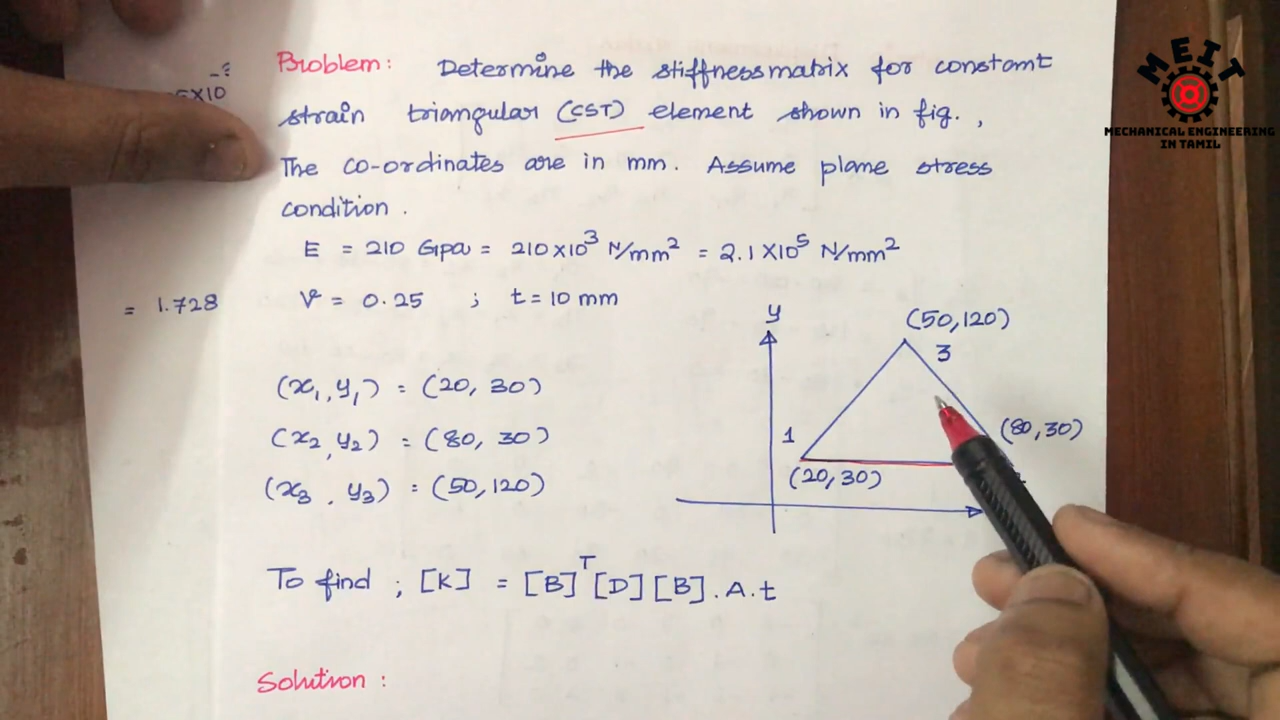 Problem: Determine the stiffness matrix for constamt
strain triangular (CST) element shown in fig.,
The co-ordinates are in mm. Assume plane stress
condition.
E = 210 Gpa = 210×10³ N/mm² = 2.1×10⁵ N/mm²
= 1.728
ν = 0.25 ; t = 10 mm
(x₁, y₁) = (20, 30)
(x₂, y₂) = (80, 30)
(x₃, y₃) = (50, 120)
y
(50, 120)
3
1
(80, 30)
(20, 30)
To find ; [K] = [B]ᵀ [D] [B] . A. t
Solution :
MEIT
MECHANICAL ENGINEERING
IN TAMIL